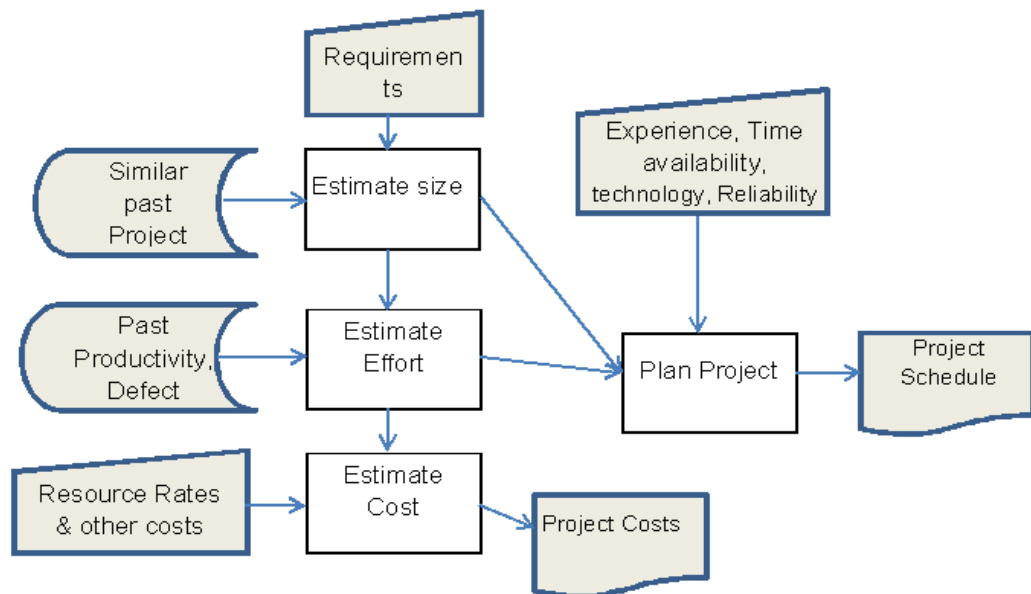 Requiremen
ts
Experience, Time
availability,
technology, Reliability
Similar
past
Project
Estimate size
Past
Productivity,
Defect
Estimate
Effort
Plan Project
Project
Schedule
Resource Rates
& other costs
Estimate
Cost
Project Costs